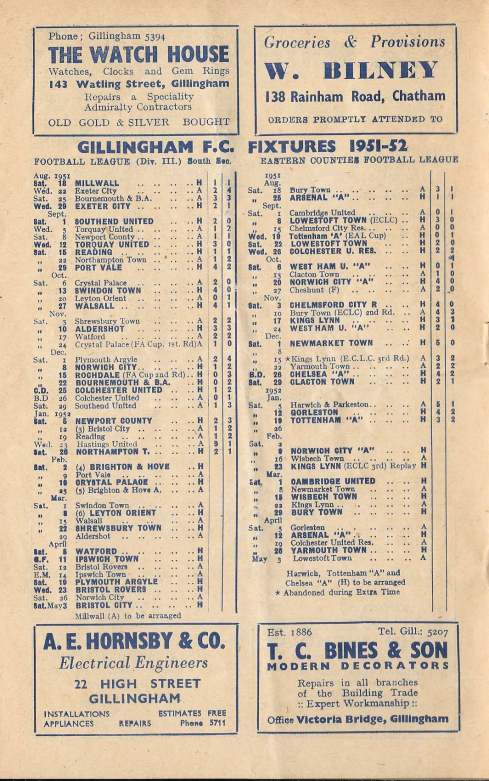 Phone; Gillingham 5394
THE WATCH HOUSE
Watches, Clocks and Gem Rings
143 Watling Street, Gillingham
Repairs a Speciality
Admiralty Contractors
OLD GOLD & SILVER BOUGHT
Groceries & Provisions
W. BILNEY
138 Rainham Road, Chatham
ORDERS PROMPTLY ATTENDED TO
GILLINGHAM F.C. FIXTURES 1951-52
FOOTBALL LEAGUE (Div. III.) South Sec.
Aug. 1951
Sat. 18 MILLWALL H 1 1
Wed. 22 Exeter City A 2 4
Sat. 25 Bournemouth & B.A. A 3 3
Wed. 29 EXETER CITY H 2 1
Sept.
Sat. 1 SOUTHEND UNITED H 2 0
Wed. 5 Torquay United A 1 2
Sat. 8 Newport County A 1 1
Wed. 12 TORQUAY UNITED H 3 0
Sat. 15 READING H 1 1
" 22 Northampton Town A 1 2
" 29 PORT VALE H 4 2
Oct.
Sat. 6 Crystal Palace A 2 0
" 13 SWINDON TOWN H 4 0
" 20 Leyton Orient A 0 1
" 27 WALSALL H 4 1
Nov.
Sat. 3 Shrewsbury Town A 2 2
" 10 ALDERSHOT H 3 3
" 17 Watford A 2 2
" 24 Crystal Palace (FA Cup, 1st. Rd) A 1 0
Dec.
Sat. 1 Plymouth Argyle A 2 4
" 8 NORWICH CITY H 1 2
" 15 ROCHDALE (FA Cup 2nd Rd) H 0 3
" 22 BOURNEMOUTH & B.A. H 0 2
C.D. 25 COLCHESTER UNITED H 1 2
B.D 26 Colchester United A 0 1
Sat. 29 Southend United A 1 3
Jan. 1952
Sat. 5 NEWPORT COUNTY H 2 3
" 12 (3) Bristol City A 1 2
" 19 Reading A 1 2
Wed. 23 Hastings United A 9 1
Sat. 26 NORTHAMPTON T. H 2 1
Feb.
Sat. 2 (4) BRIGHTON & HOVE H
" 9 Port Vale A
" 16 CRYSTAL PALACE H
" 23 (5) Brighton & Hove A. A
Mar.
Sat. 1 Swindon Town A
" 8 (6) LEYTON ORIENT H
" 15 Walsall A
" 22 SHREWSBURY TOWN H
" 29 Aldershot A
April
Sat. 5 WATFORD H
G.F. 11 IPSWICH TOWN H
Sat. 12 Bristol Rovers A
E.M. 14 Ipswich Town A
Sat. 19 PLYMOUTH ARGYLE H
Wed. 23 BRISTOL ROVERS H
Sat. 26 Norwich City A
Sat. May 3 BRISTOL CITY H
Millwall (A) to be arranged
EASTERN COUNTIES FOOTBALL LEAGUE
1951
Aug.
Sat. 18 Bury Town A 3 1
" 25 ARSENAL "A" H 1 1
Sept.
Sat. 1 Cambridge United A 0 1
" 8 LOWESTOFT TOWN (ECLC) H 3 0
" 15 Chelmsford City Res. A 0 0
Wed. 19 Tottenham 'A' (EAL Cup) H 0 1
Sat. 22 LOWESTOFT TOWN H 2 0
Wed. 26 COLCHESTER U. RES. H 2 2
Oct.
Sat. 6 WEST HAM U. "A" H 0 1
" 13 Clacton Town A 1 0
" 20 NORWICH CITY "A" H 4 0
" 27 Cheshunt (F) A 2 0
Nov.
Sat. 3 CHELMSFORD CITY R H 4 0
" 10 Bury Town (ECLC) 2nd Rd. A 4 2
" 17 KINGS LYNN H 3 3
" 24 WEST HAM U. "A" H 2 0
Dec.
Sat. 1 NEWMARKET TOWN H 5 0
" 8
" 15 *Kings Lynn (E.C.L.C. 3rd Rd.) A 3 2
" 22 Yarmouth Town A 2 2
B.D. 26 CHELSEA "A" H 4 1
Sat. 29 CLACTON TOWN H 2 1
1952
Jan.
Sat. 5 Harwich & Parkeston A 5 1
" 12 GORLESTON H 4 2
" 19 TOTTENHAM "A" H 3 2
" 26
Feb.
Sat. 2
" 9 NORWICH CITY "A" H
" 16 Wisbech Town A
" 23 KINGS LYNN (ECLC 3rd) Replay H
Mar.
Sat. 1 CAMBRIDGE UNITED H
" 8 Newmarket Town A
" 15 WISBECH TOWN H
" 22 Kings Lynn A
" 29 BURY TOWN H
April
Sat. 5 Gorleston A
" 12 ARSENAL "A" H
" 19 Colchester United Res. A
" 26 YARMOUTH TOWN H
May 3 Lowestoft Town A
Harwich, Tottenham "A" and
Chelsea "A" (H) to be arranged
* Abandoned during Extra Time
A. E. HORNSBY & CO.
Electrical Engineers
22 HIGH STREET
GILLINGHAM
INSTALLATIONS ESTIMATES FREE
APPLIANCES REPAIRS Phone 5711
Est. 1886 Tel. Gill.: 5207
T. C. BINES & SON
MODERN DECORATORS
Repairs in all branches
of the Building Trade
:: Expert Workmanship ::
Office Victoria Bridge, Gillingham